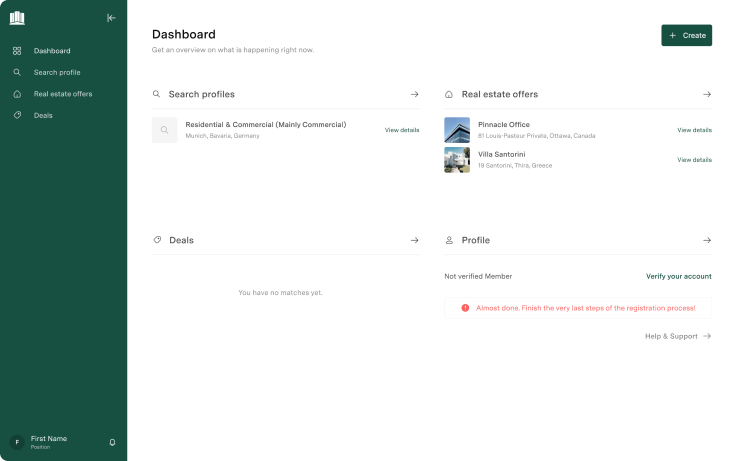 Dashboard
Search profile
Real estate offers
Deals
First Name
F
Position
Dashboard
Get an overview on what is happening right now.
+ Create
Search profiles
Residential & Commercial (Mainly Commercial)
Munich, Bavaria, Germany
View details
Real estate offers
Pinnacle Office
81 Louis-Pasteur Private, Ottawa, Canada
View details
Villa Santorini
19 Santorini, Thira, Greece
View details
Deals
You have no matches yet.
Profile
Not verified Member
Verify your account
Almost done. Finish the very last steps of the registration process!
Help & Support